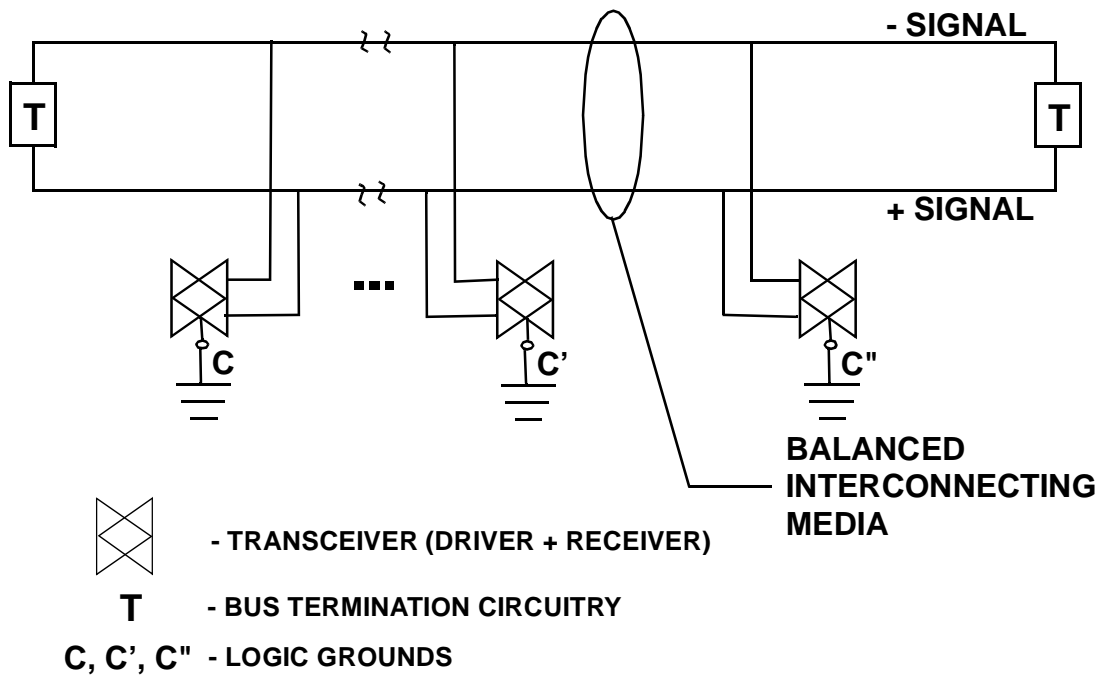 - SIGNAL
T
T
+ SIGNAL
C
C’
C"
BALANCED
INTERCONNECTING
MEDIA
- TRANSCEIVER (DRIVER + RECEIVER)
T - BUS TERMINATION CIRCUITRY
C, C’, C" - LOGIC GROUNDS